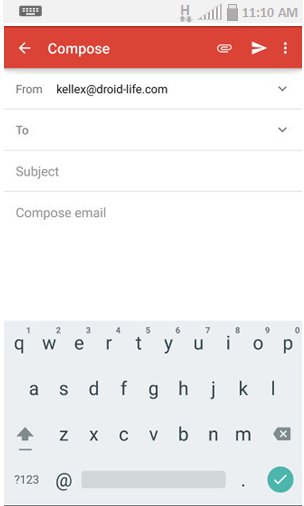 H 11:10 AM
Compose
From kellex@droid-life.com
To
Subject
Compose email
1 2 3 4 5 6 7 8 9 0
q w e r t y u i o p
a s d f g h j k l
z x c v b n m
?123 @ .